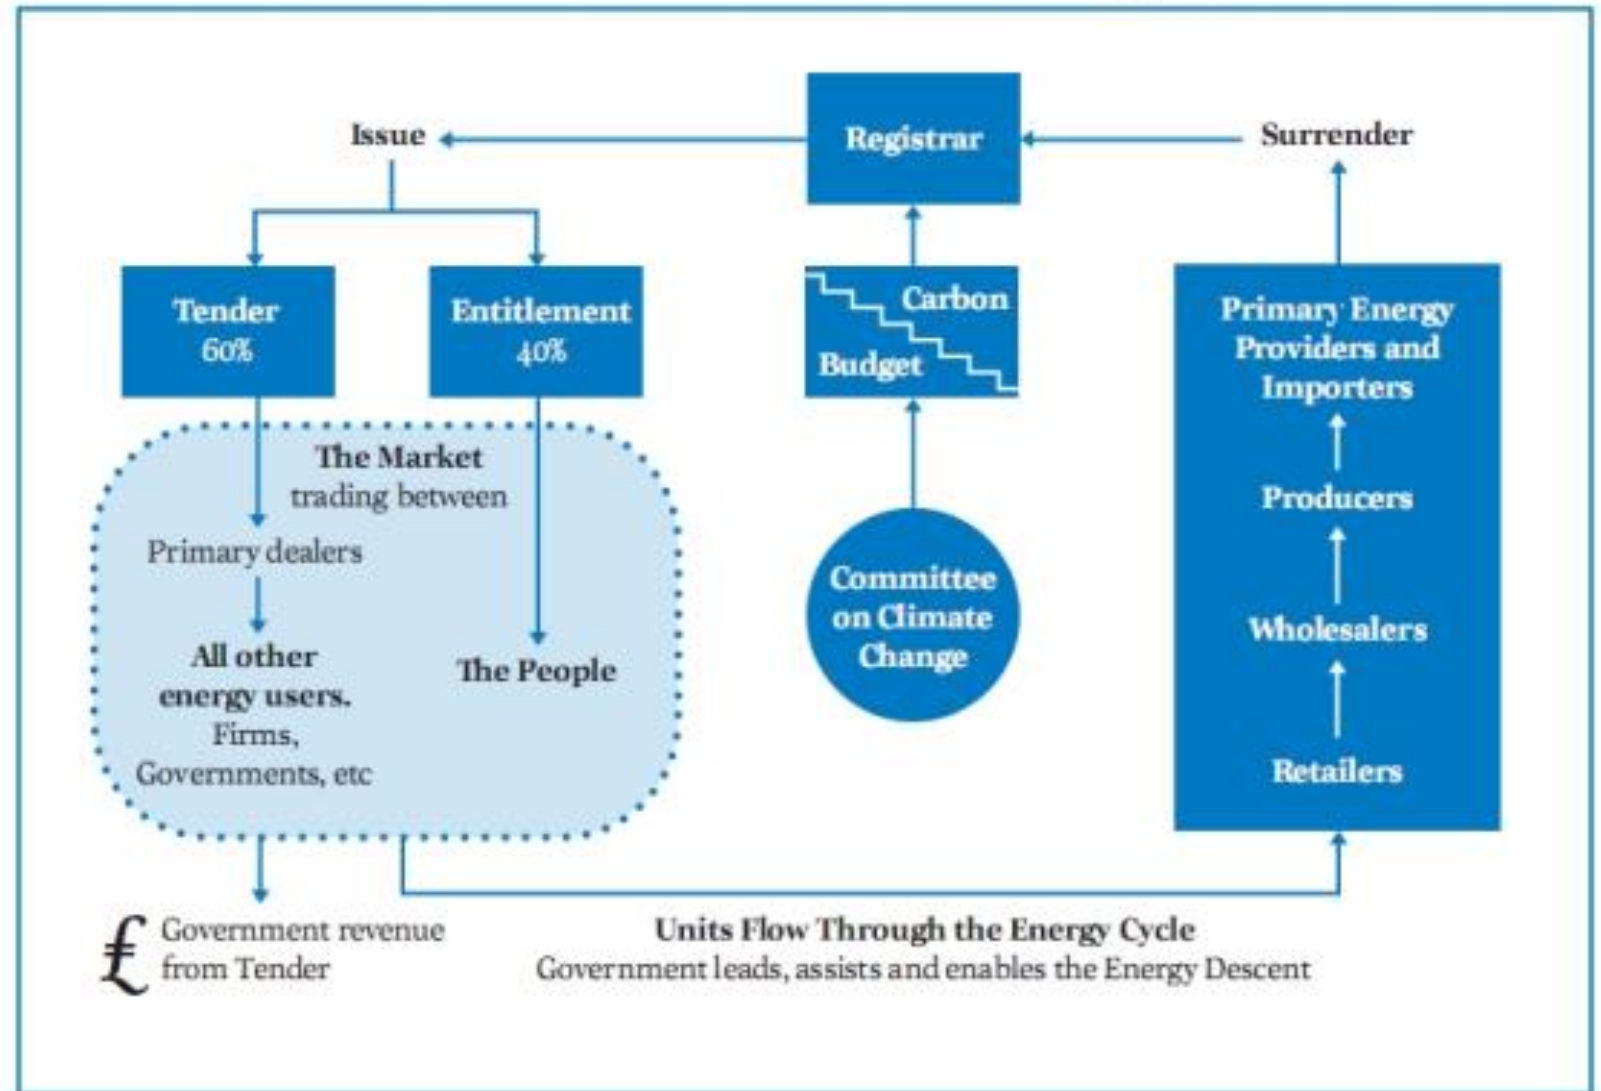 Issue
Registrar
Surrender
Tender
60%
Entitlement
40%
Carbon
Budget
Primary Energy
Providers and
Importers
Producers
Wholesalers
Retailers
The Market
trading between
Primary dealers
All other
energy users.
Firms,
Governments, etc
The People
Committee
on Climate
Change
£ Government revenue
from Tender
Units Flow Through the Energy Cycle
Government leads, assists and enables the Energy Descent